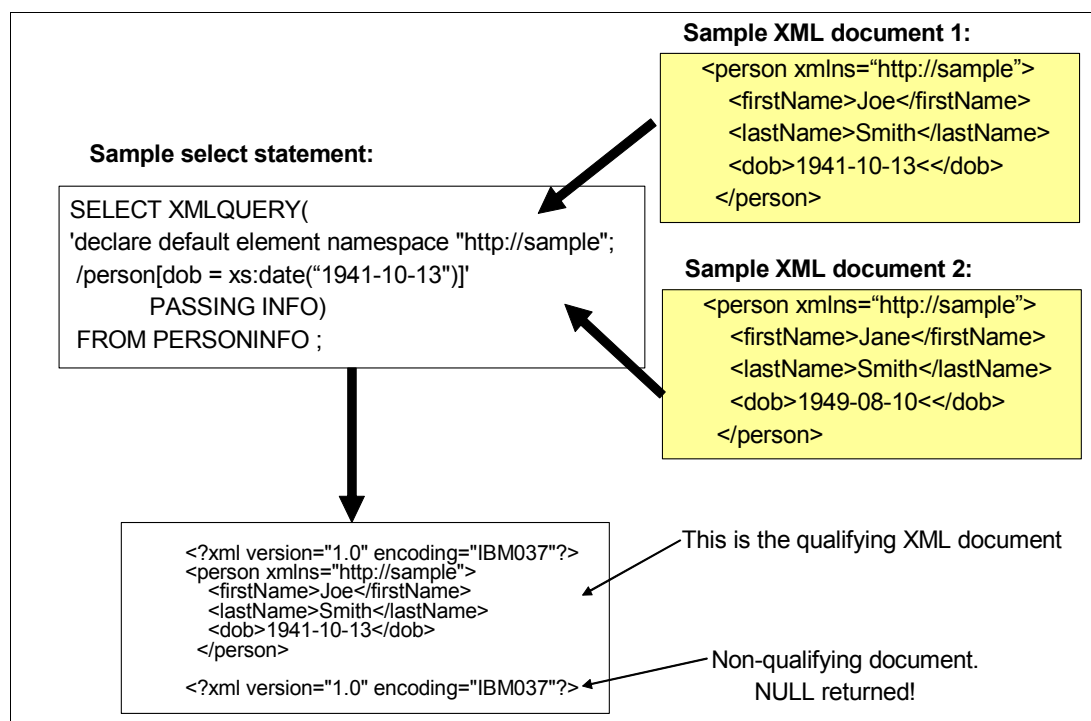 Sample XML document 1:
<person xmlns=“http://sample”>
<firstName>Joe</firstName>
<lastName>Smith</lastName>
<dob>1941-10-13<</dob>
</person>
Sample select statement:
SELECT XMLQUERY(
'declare default element namespace "http://sample";
/person[dob = xs:date(“1941-10-13")]'
PASSING INFO)
FROM PERSONINFO ;
Sample XML document 2:
<person xmlns=“http://sample”>
<firstName>Jane</firstName>
<lastName>Smith</lastName>
<dob>1949-08-10<</dob>
</person>
<?xml version="1.0" encoding="IBM037"?>
<person xmlns="http://sample">
<firstName>Joe</firstName>
<lastName>Smith</lastName>
<dob>1941-10-13</dob>
</person>
<?xml version="1.0" encoding="IBM037"?>
This is the qualifying XML document
Non-qualifying document.
NULL returned!